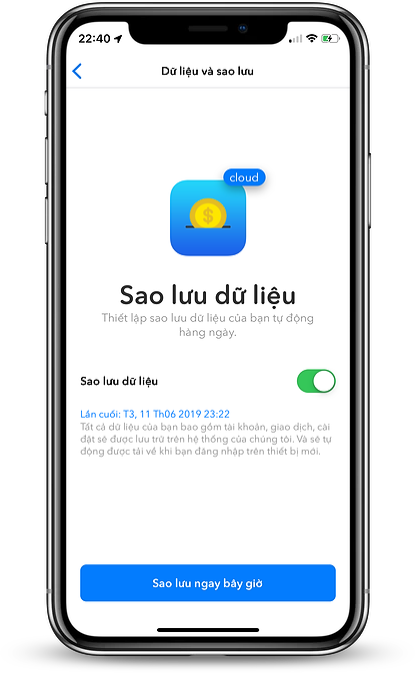 22:40
Dữ liệu và sao lưu
cloud
$
Sao lưu dữ liệu
Thiết lập sao lưu dữ liệu của bạn tự động
hàng ngày.
Sao lưu dữ liệu
Lần cuối: T3, 11 Th06 2019 23:22
Tất cả dữ liệu của bạn bao gồm tài khoản, giao dịch, cài
đặt sẽ được lưu trữ trên hệ thống của chúng tôi. Và sẽ tự
động được tải về khi bạn đăng nhập trên thiết bị mới.
Sao lưu ngay bây giờ